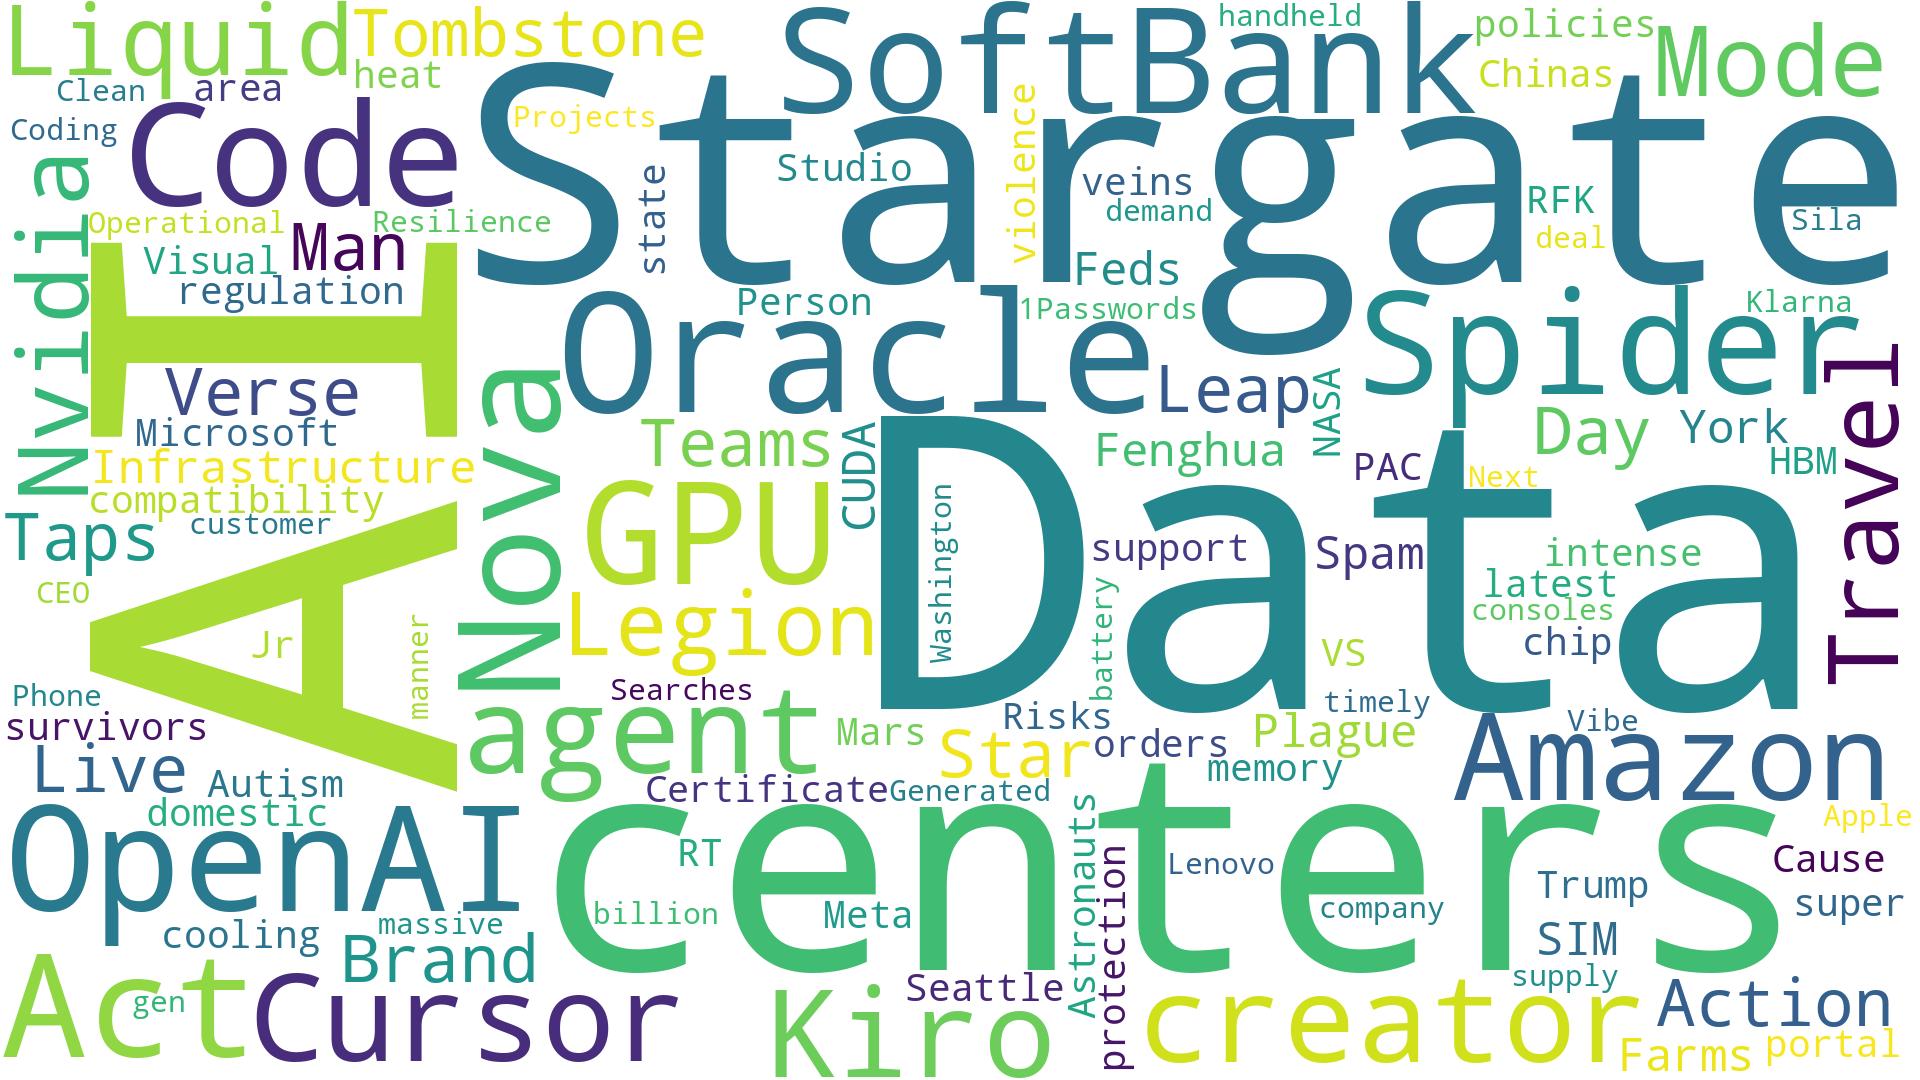 Liquid
Tombstone
SoftBank
handheld
policies
Mode
Clean
area
heat
Chinas
Coding
Code
Stargate
Projects
violence
Nvidia
Studio
state
veins
demand
RFK
deal
Sila
Operational
Resilience
Man
Visual
regulation
AI
Feds
Person
1Passwords
Oracle
Spider
Klarna
Verse
Microsoft
Nova
Leap
NASA
Travel
Infrastructure
compatibility
Teams
CUDA
Data
Fenghua
Day
York
PAC
Next
HBM
Taps
customer
GPU
Washington
support
Spam
intense
latest
consoles
CEO
Legion
battery
chip
Jr
manner
VS
Phone
Searches
survivors
agent
Mars
Risks
timely
Vibe
Star
orders
Plague
Amazon
Live
Autism
memory
Certificate
Generated
domestic
OpenAI
centers
Astronauts
Apple
RT
protection
Lenovo
Cause
billion
Meta
company
Trump
super
massive
cooling
Brand
SIM
Act
gen
Cursor
Kiro
Seattle
creator
supply
Action
Farms
portal